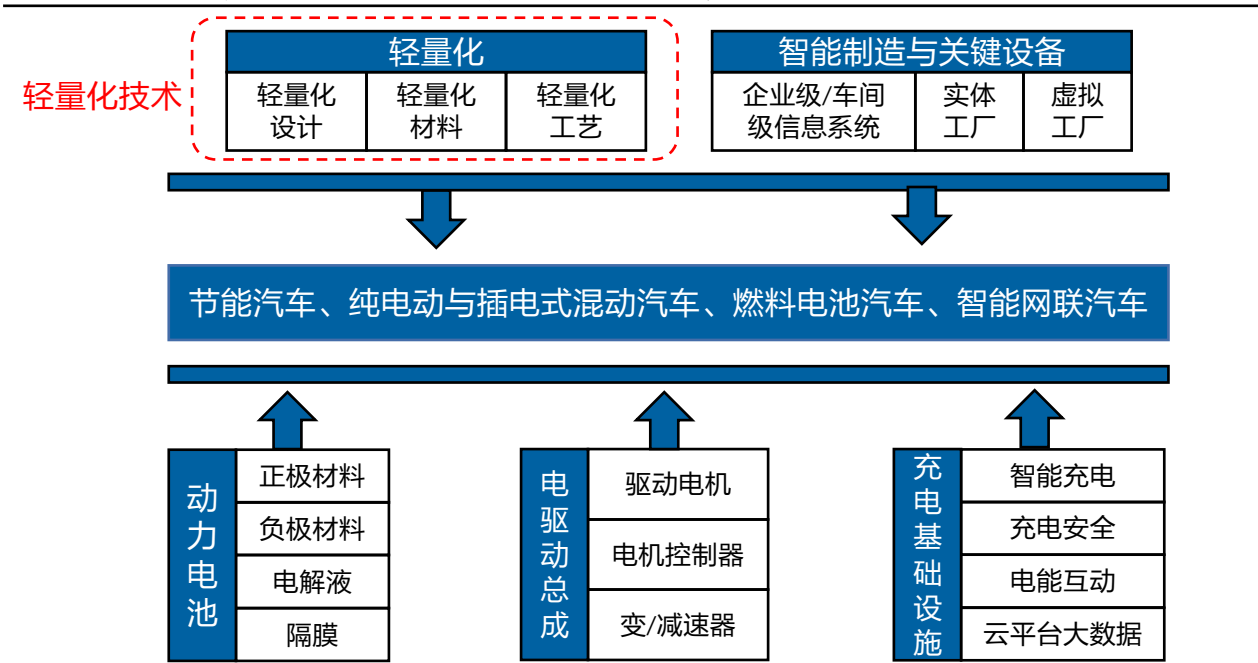 轻量化技术
轻量化
轻量化
设计
轻量化
材料
轻量化
工艺
智能制造与关键设备
企业级/车间
级信息系统
实体
工厂
虚拟
工厂
节能汽车、纯电动与插电式混动汽车、燃料电池汽车、智能网联汽车
动力电池
正极材料
负极材料
电解液
隔膜
电驱动总成
驱动电机
电机控制器
变/减速器
充电基础设施
智能充电
充电安全
电能互动
云平台大数据